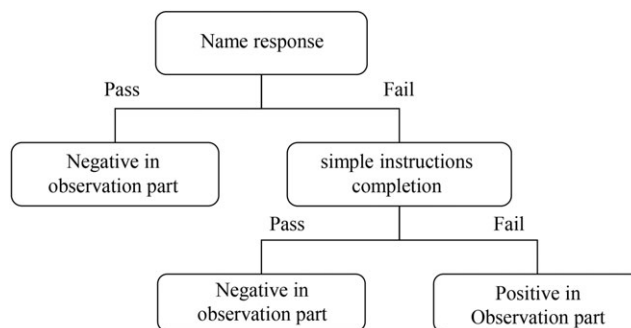 Name response
Pass
Fail
Negative in
observation part
simple instructions
completion
Pass
Fail
Negative in
observation part
Positive in
Observation part